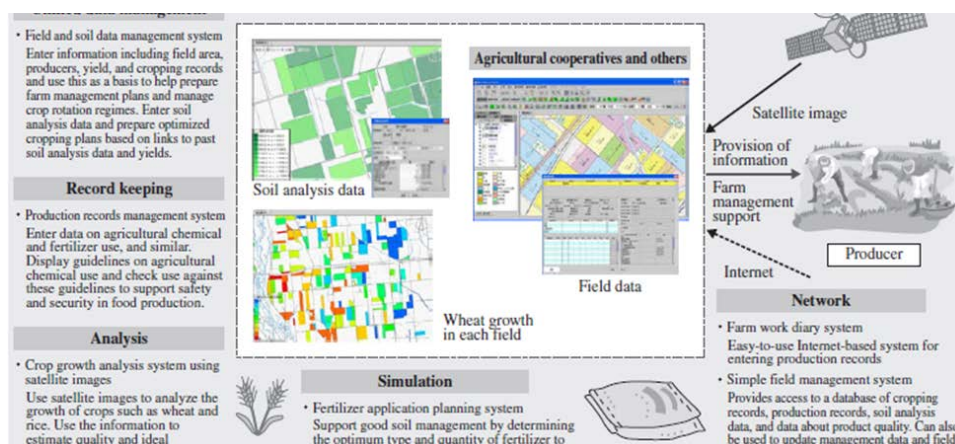 • Field and soil data management system
Enter information including field area,
producers, yield, and cropping records
and use this as a basis to help prepare
farm management plans and manage
crop rotation regimes. Enter soil
analysis data and prepare optimized
cropping plans based on links to past
soil analysis data and yields.
Record keeping
• Production records management system
Enter data on agricultural chemical
and fertilizer use, and similar.
Display guidelines on agricultural
chemical use and check use against
these guidelines to support safety
and security in food production.
Analysis
• Crop growth analysis system using
satellite images
Use satellite images to analyze the
growth of crops such as wheat and
rice. Use the information to
estimate quality and ideal
Agricultural cooperatives and others
Soil analysis data
Field data
Wheat growth
in each field
Simulation
• Fertilizer application planning system
Support good soil management by determining
the optimum type and quantity of fertilizer to
Satellite image
Provision of
information
Farm
management
support
Producer
Internet
Network
• Farm work diary system
Easy-to-use Internet-based system for
entering production records
• Simple field management system
Provides access to a database of cropping
records, production records, soil analysis
data, and data about product quality. Can also
be used to update management data and field